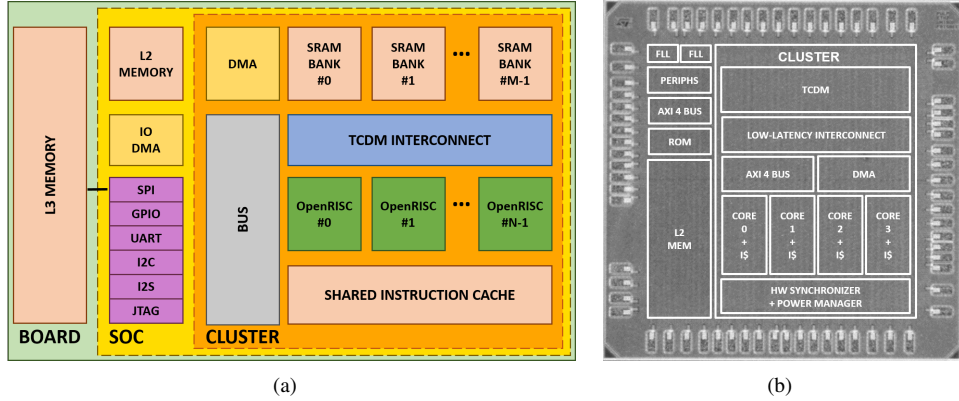 L3 MEMORY
BOARD
L2
MEMORY
IO
DMA
SPI
GPIO
UART
I2C
I2S
JTAG
SOC
DMA
BUS
SRAM
BANK
#0
SRAM
BANK
#1
•••
SRAM
BANK
#M-1
TCDM INTERCONNECT
OpenRISC
#0
OpenRISC
#1
•••
OpenRISC
#N-1
SHARED INSTRUCTION CACHE
CLUSTER
(a)
FLL
FLL
PERIPHS
AXI 4 BUS
ROM
L2
MEM
CLUSTER
TCDM
LOW-LATENCY INTERCONNECT
AXI 4 BUS
DMA
CORE
0
+
I$
CORE
1
+
I$
CORE
2
+
I$
CORE
3
+
I$
HW SYNCHRONIZER
+ POWER MANAGER
(b)